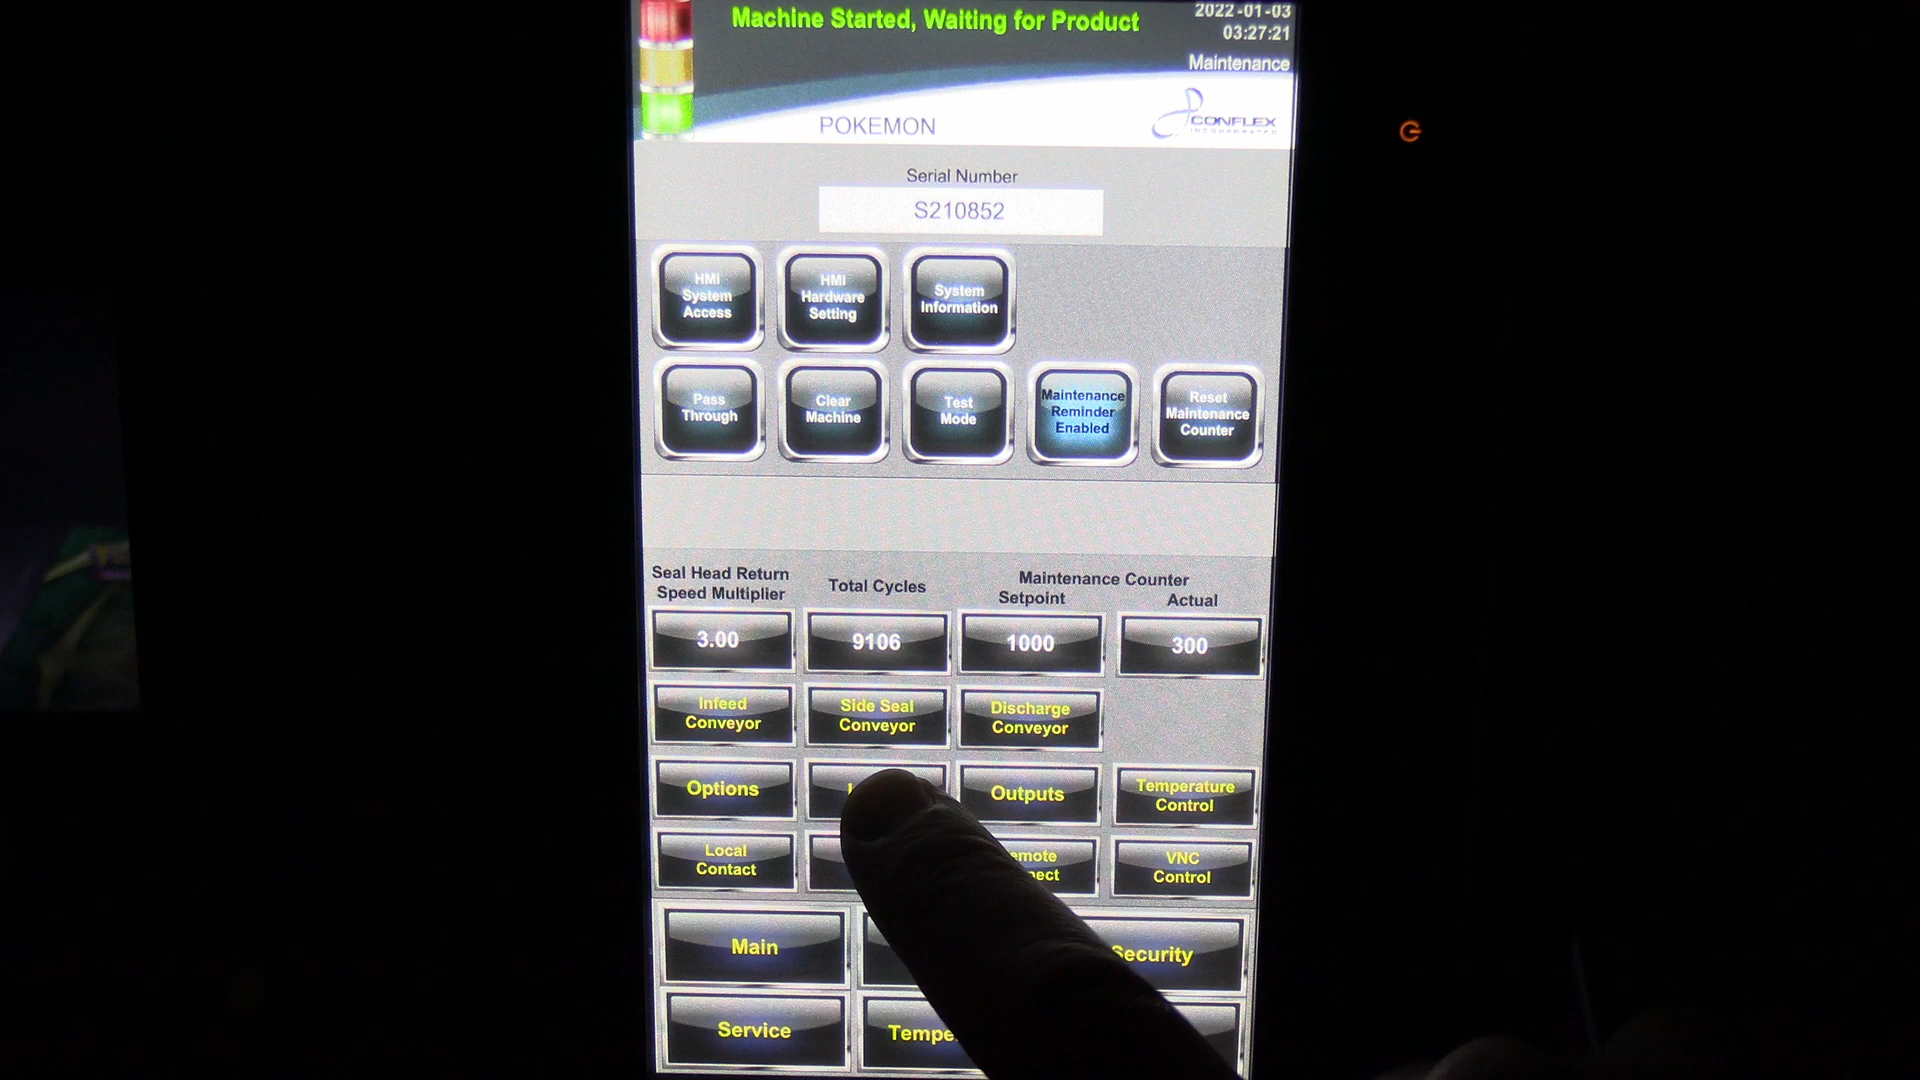 Machine Started, Waiting for Product
2022-01-03
03:27:21
Maintenance
POKEMON
CONFLEX
INCORPORATED
Serial Number
S210852
HMI
System
Access
HMI
Hardware
Setting
System
Information
Pass
Through
Clear
Machine
Test
Mode
Maintenance
Reminder
Enabled
Reset
Maintenance
Counter
Seal Head Return
Speed Multiplier
Total Cycles
Maintenance Counter
Setpoint
Actual
3.00
9106
1000
300
Infeed
Conveyor
Side Seal
Conveyor
Discharge
Conveyor
Options
Outputs
Temperature
Control
Local
Contact
VNC
Control
Main
Security
Service